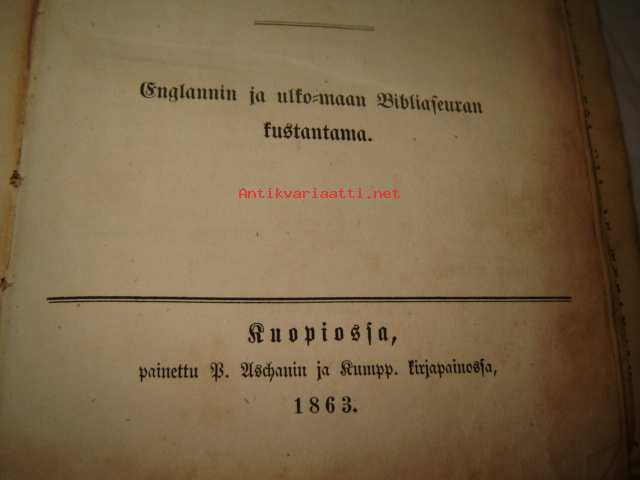 Englannin ja ulko-maan Bibliaseuran
kustantama.
Antikvariaatti.net
Kuopiossa,
painettu P. Aschanin ja Kumpp. kirjapainossa,
1863.